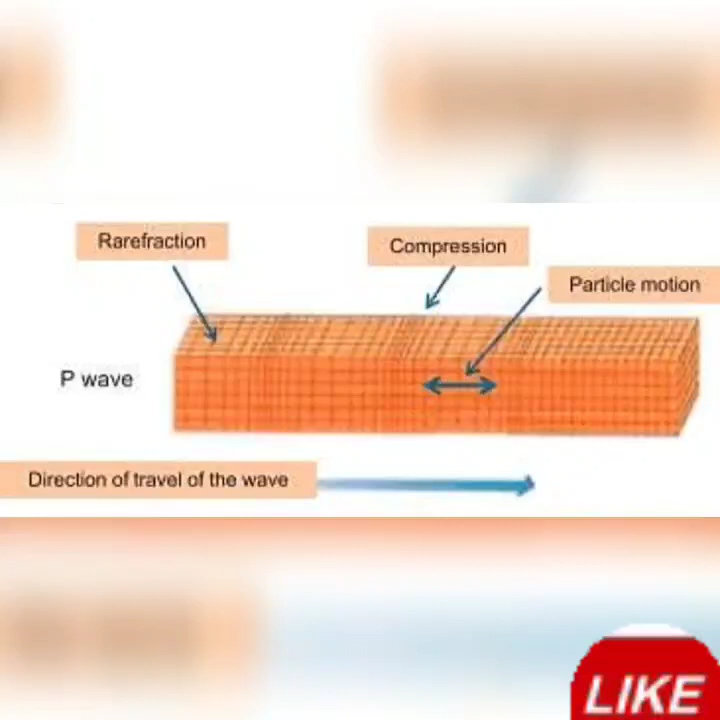 Rarefraction
Compression
Particle motion
P wave
Direction of travel of the wave
LIKE